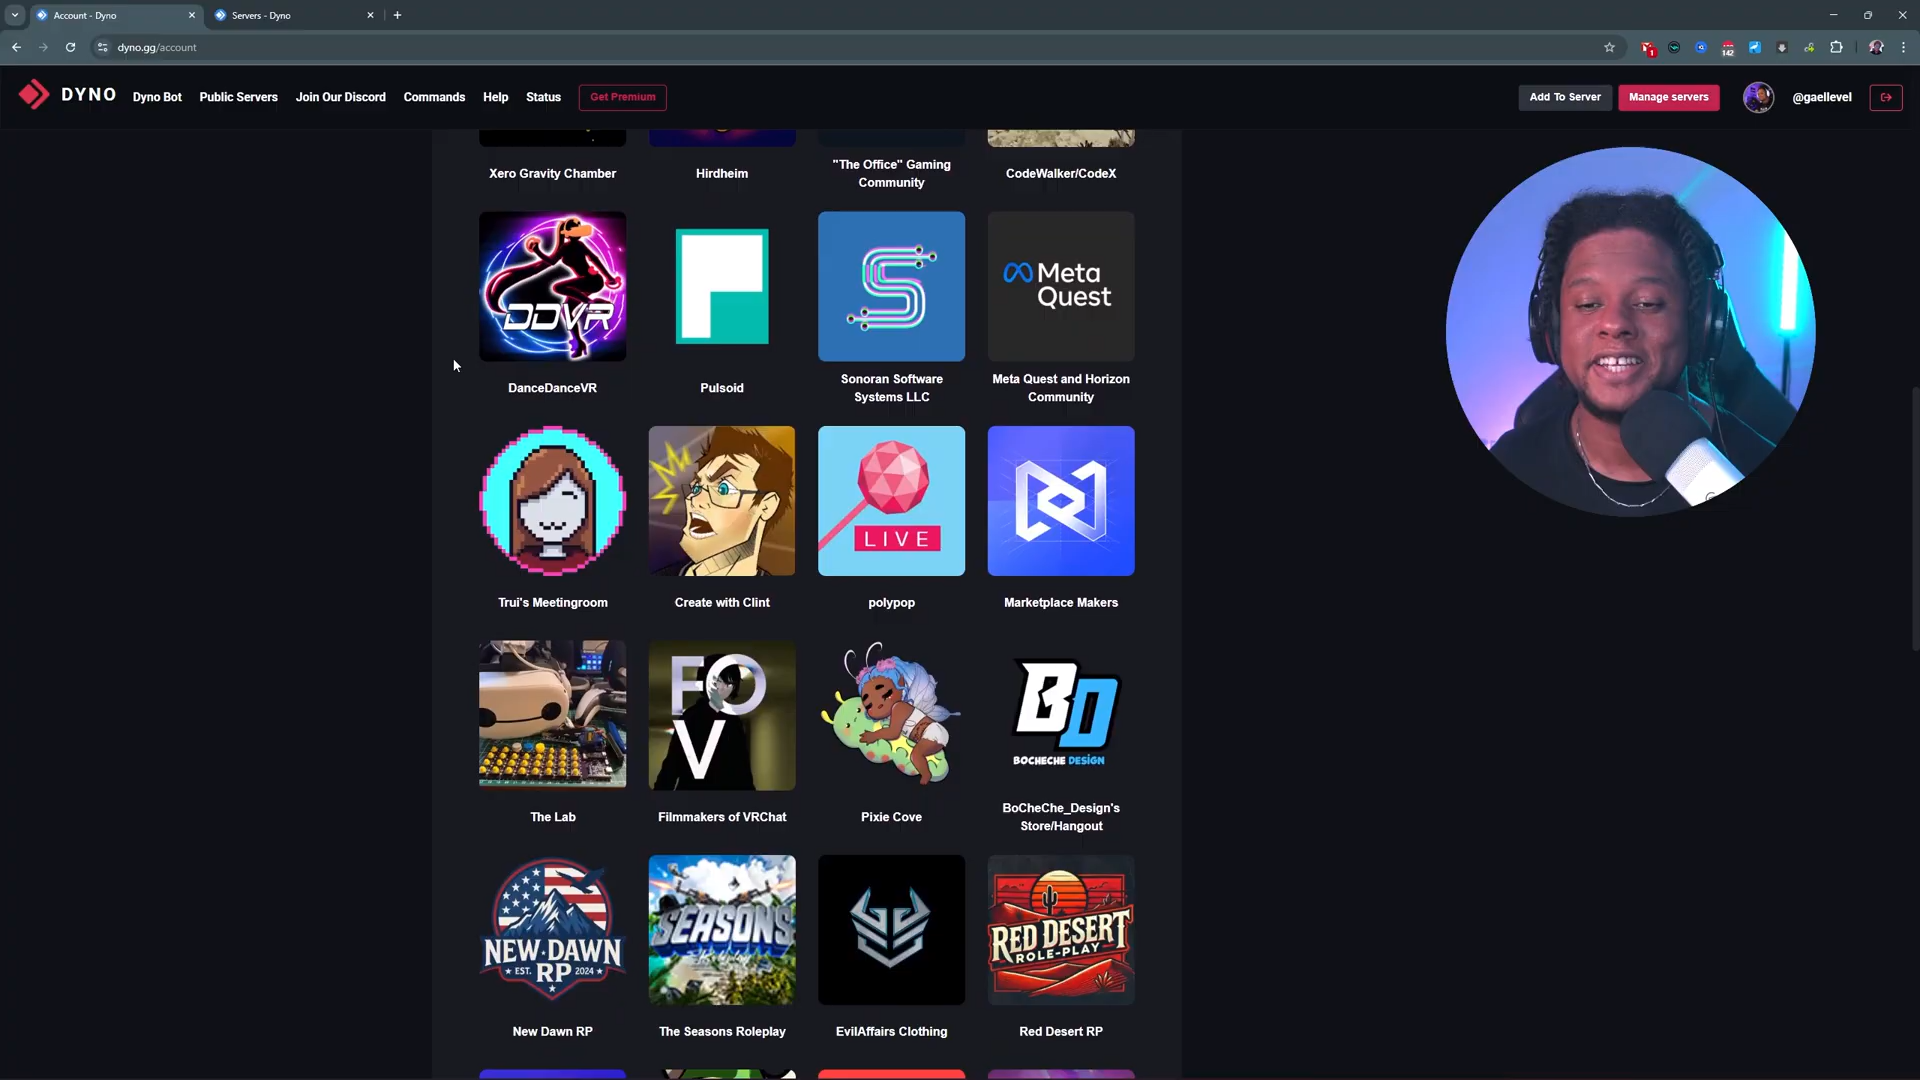 Account - Dyno
Servers - Dyno
dyno.gg/account
1
142
DYNO
Dyno Bot
Public Servers
Join Our Discord
Commands
Help
Status
Get Premium
Add To Server
Manage servers
@gaellevel
Xero Gravity Chamber
Hirdheim
"The Office" Gaming
Community
CodeWalker/CodeX
DDVR
Meta
Quest
DanceDanceVR
Pulsoid
Sonoran Software
Systems LLC
Meta Quest and Horizon
Community
LIVE
Trui's Meetingroom
Create with Clint
polypop
Marketplace Makers
FO
V
BD
BOCHECHE DESIGN
The Lab
Filmmakers of VRChat
Pixie Cove
BoCheChe_Design's
Store/Hangout
NEW DAWN
EST. RP 2024
SEASONS
RED DESERT
ROLE-PLAY
New Dawn RP
The Seasons Roleplay
EvilAffairs Clothing
Red Desert RP